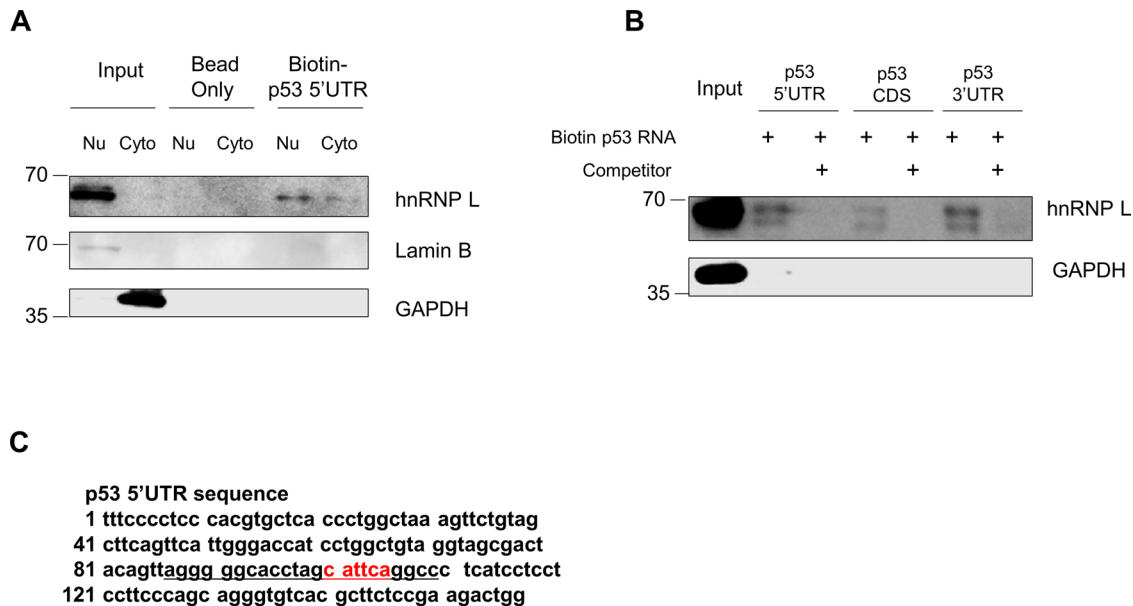 A
Input
Bead
Only
Biotin-
p53 5’UTR
Nu Cyto Nu Cyto Nu Cyto
70
hnRNP L
70
Lamin B
35
GAPDH
B
Input
p53
5’UTR
p53
CDS
p53
3’UTR
Biotin p53 RNA + + + + + +
Competitor + + +
70
hnRNP L
GAPDH
35
C
p53 5’UTR sequence
1 tttcccctcc cacgtgctca ccctggctaa agttctgtag
41 cttcagttca ttgggaccat cctggctgta ggtagcgact
81 acagttaggg ggcacctagc attcaggccc tcatcctcct
121 ccttcccagc agggtgtcac gcttctccga agactgg